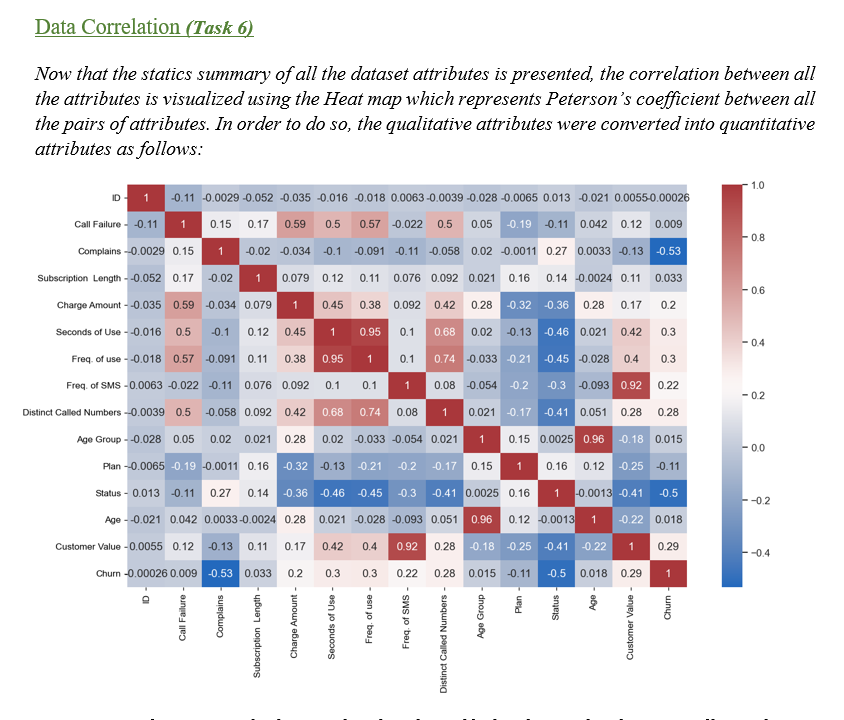 Data Correlation (Task 6)
Now that the statics summary of all the dataset attributes is presented, the correlation between all
the attributes is visualized using the Heat map which represents Peterson's coefficient between all
the pairs of attributes. In order to do so, the qualitative attributes were converted into quantitative
attributes as follows:
ID 1 -0.11 -0.0029 -0.052 -0.035 -0.016 -0.018 0.0063 -0.0039 -0.028 -0.0065 0.013 -0.021 0.0055 -0.00026
Call Failure -0.11 1 0.15 0.17 0.59 0.5 0.57 -0.022 0.5 0.05 -0.19 -0.11 0.042 0.12 0.009
Complains -0.0029 0.15 1 -0.02 -0.034 -0.1 -0.091 -0.11 -0.058 0.02 -0.0011 0.27 0.0033 -0.13 -0.53
Subscription Length -0.052 0.17 -0.02 1 0.079 0.12 0.11 0.076 0.092 0.021 0.16 0.14 -0.0024 0.11 0.033
Charge Amount -0.035 0.59 -0.034 0.079 1 0.45 0.38 0.092 0.42 0.28 -0.32 -0.36 0.28 0.17 0.2
Seconds of Use -0.016 0.5 -0.1 0.12 0.45 1 0.95 0.1 0.68 0.02 -0.13 -0.46 0.021 0.42 0.3
Freq. of use -0.018 0.57 -0.091 0.11 0.38 0.95 1 0.1 0.74 -0.033 -0.21 -0.45 -0.028 0.4 0.3
Freq. of SMS 0.0063 -0.022 -0.11 0.076 0.092 0.1 0.1 1 0.08 -0.054 -0.2 -0.3 -0.093 0.92 0.22
Distinct Called Numbers -0.0039 0.5 -0.058 0.092 0.42 0.68 0.74 0.08 1 0.021 -0.17 -0.41 0.051 0.28 0.28
Age Group -0.028 0.05 0.02 0.021 0.28 0.02 -0.033 -0.054 0.021 1 0.15 0.0025 0.96 -0.18 0.015
Plan -0.0065 -0.19 -0.0011 0.16 -0.32 -0.13 -0.21 -0.2 -0.17 0.15 1 0.16 0.12 -0.25 -0.11
Status 0.013 -0.11 0.27 0.14 -0.36 -0.46 -0.45 -0.3 -0.41 0.0025 0.16 1 -0.0013 -0.41 -0.5
Age -0.021 0.042 0.0033 -0.0024 0.28 0.021 -0.028 -0.093 0.051 0.96 0.12 -0.0013 1 -0.22 0.018
Customer Value 0.0055 0.12 -0.13 0.11 0.17 0.42 0.4 0.92 0.28 -0.18 -0.25 -0.41 -0.22 1 0.29
Churn -0.00026 0.009 -0.53 0.033 0.2 0.3 0.3 0.22 0.28 0.015 -0.11 -0.5 0.018 0.29 1
ID
Call Failure
Complains
Subscription Length
Charge Amount
Seconds of Use
Freq. of use
Freq. of SMS
Distinct Called Numbers
Age Group
Plan
Status
Age
Customer Value
Churn
1.0
0.8
0.6
0.4
0.2
0.0
-0.2
-0.4